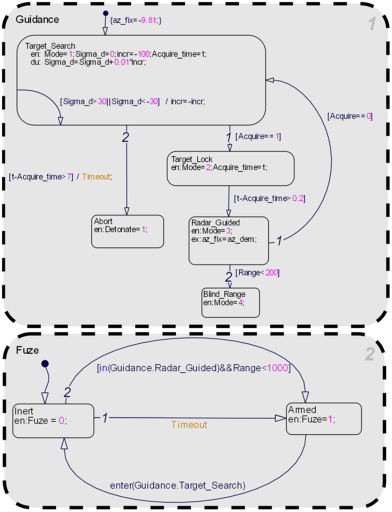 Guidance
1
{az_fix=-9.81;}
Target_Search
en: Mode=1;Sigma_d=0;incr=-100;Acquire_time=t;
du: Sigma_d=Sigma_d+0.01*incr;
[Sigma_d>30||Sigma_d<-30] / incr=-incr;
[Acquire==0]
2
1
[Acquire==1]
Target_Lock
en:Mode=2;Acquire_time=t;
[t-Acquire_time>7] / Timeout;
[t-Acquire_time>0.2]
Abort
en:Detonate=1;
Radar_Guided
en:Mode=3;
ex:az_fix=az_dem;
1
2
[Range<200]
Blind_Range
en:Mode=4;
Fuze
2
[in(Guidance.Radar_Guided)&&Range<1000]
2
Inert
en:Fuze = 0;
1
Timeout
Armed
en:Fuze=1;
enter(Guidance.Target_Search)